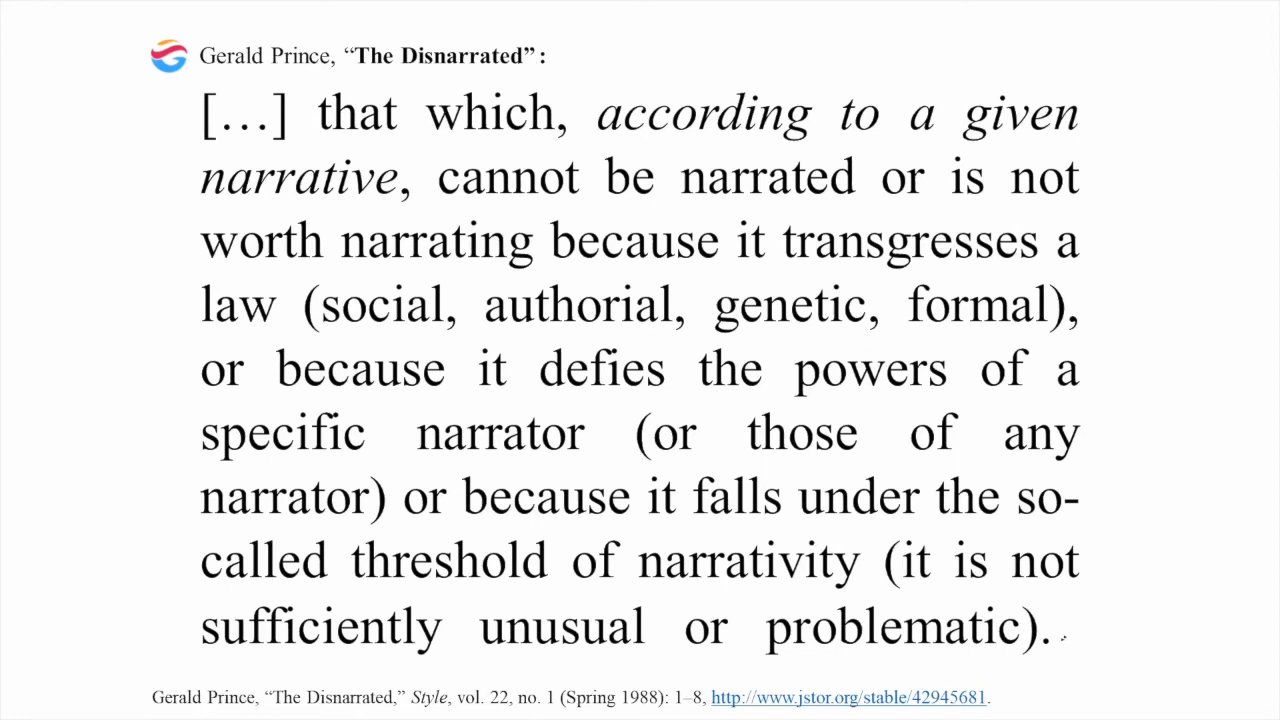 Gerald Prince, “The Disnarrated”:
[…] that which, according to a given
narrative, cannot be narrated or is not
worth narrating because it transgresses a
law (social, authorial, genetic, formal),
or because it defies the powers of a
specific narrator (or those of any
narrator) or because it falls under the so-
called threshold of narrativity (it is not
sufficiently unusual or problematic).
Gerald Prince, “The Disnarrated,” Style, vol. 22, no. 1 (Spring 1988): 1–8, http://www.jstor.org/stable/42945681.